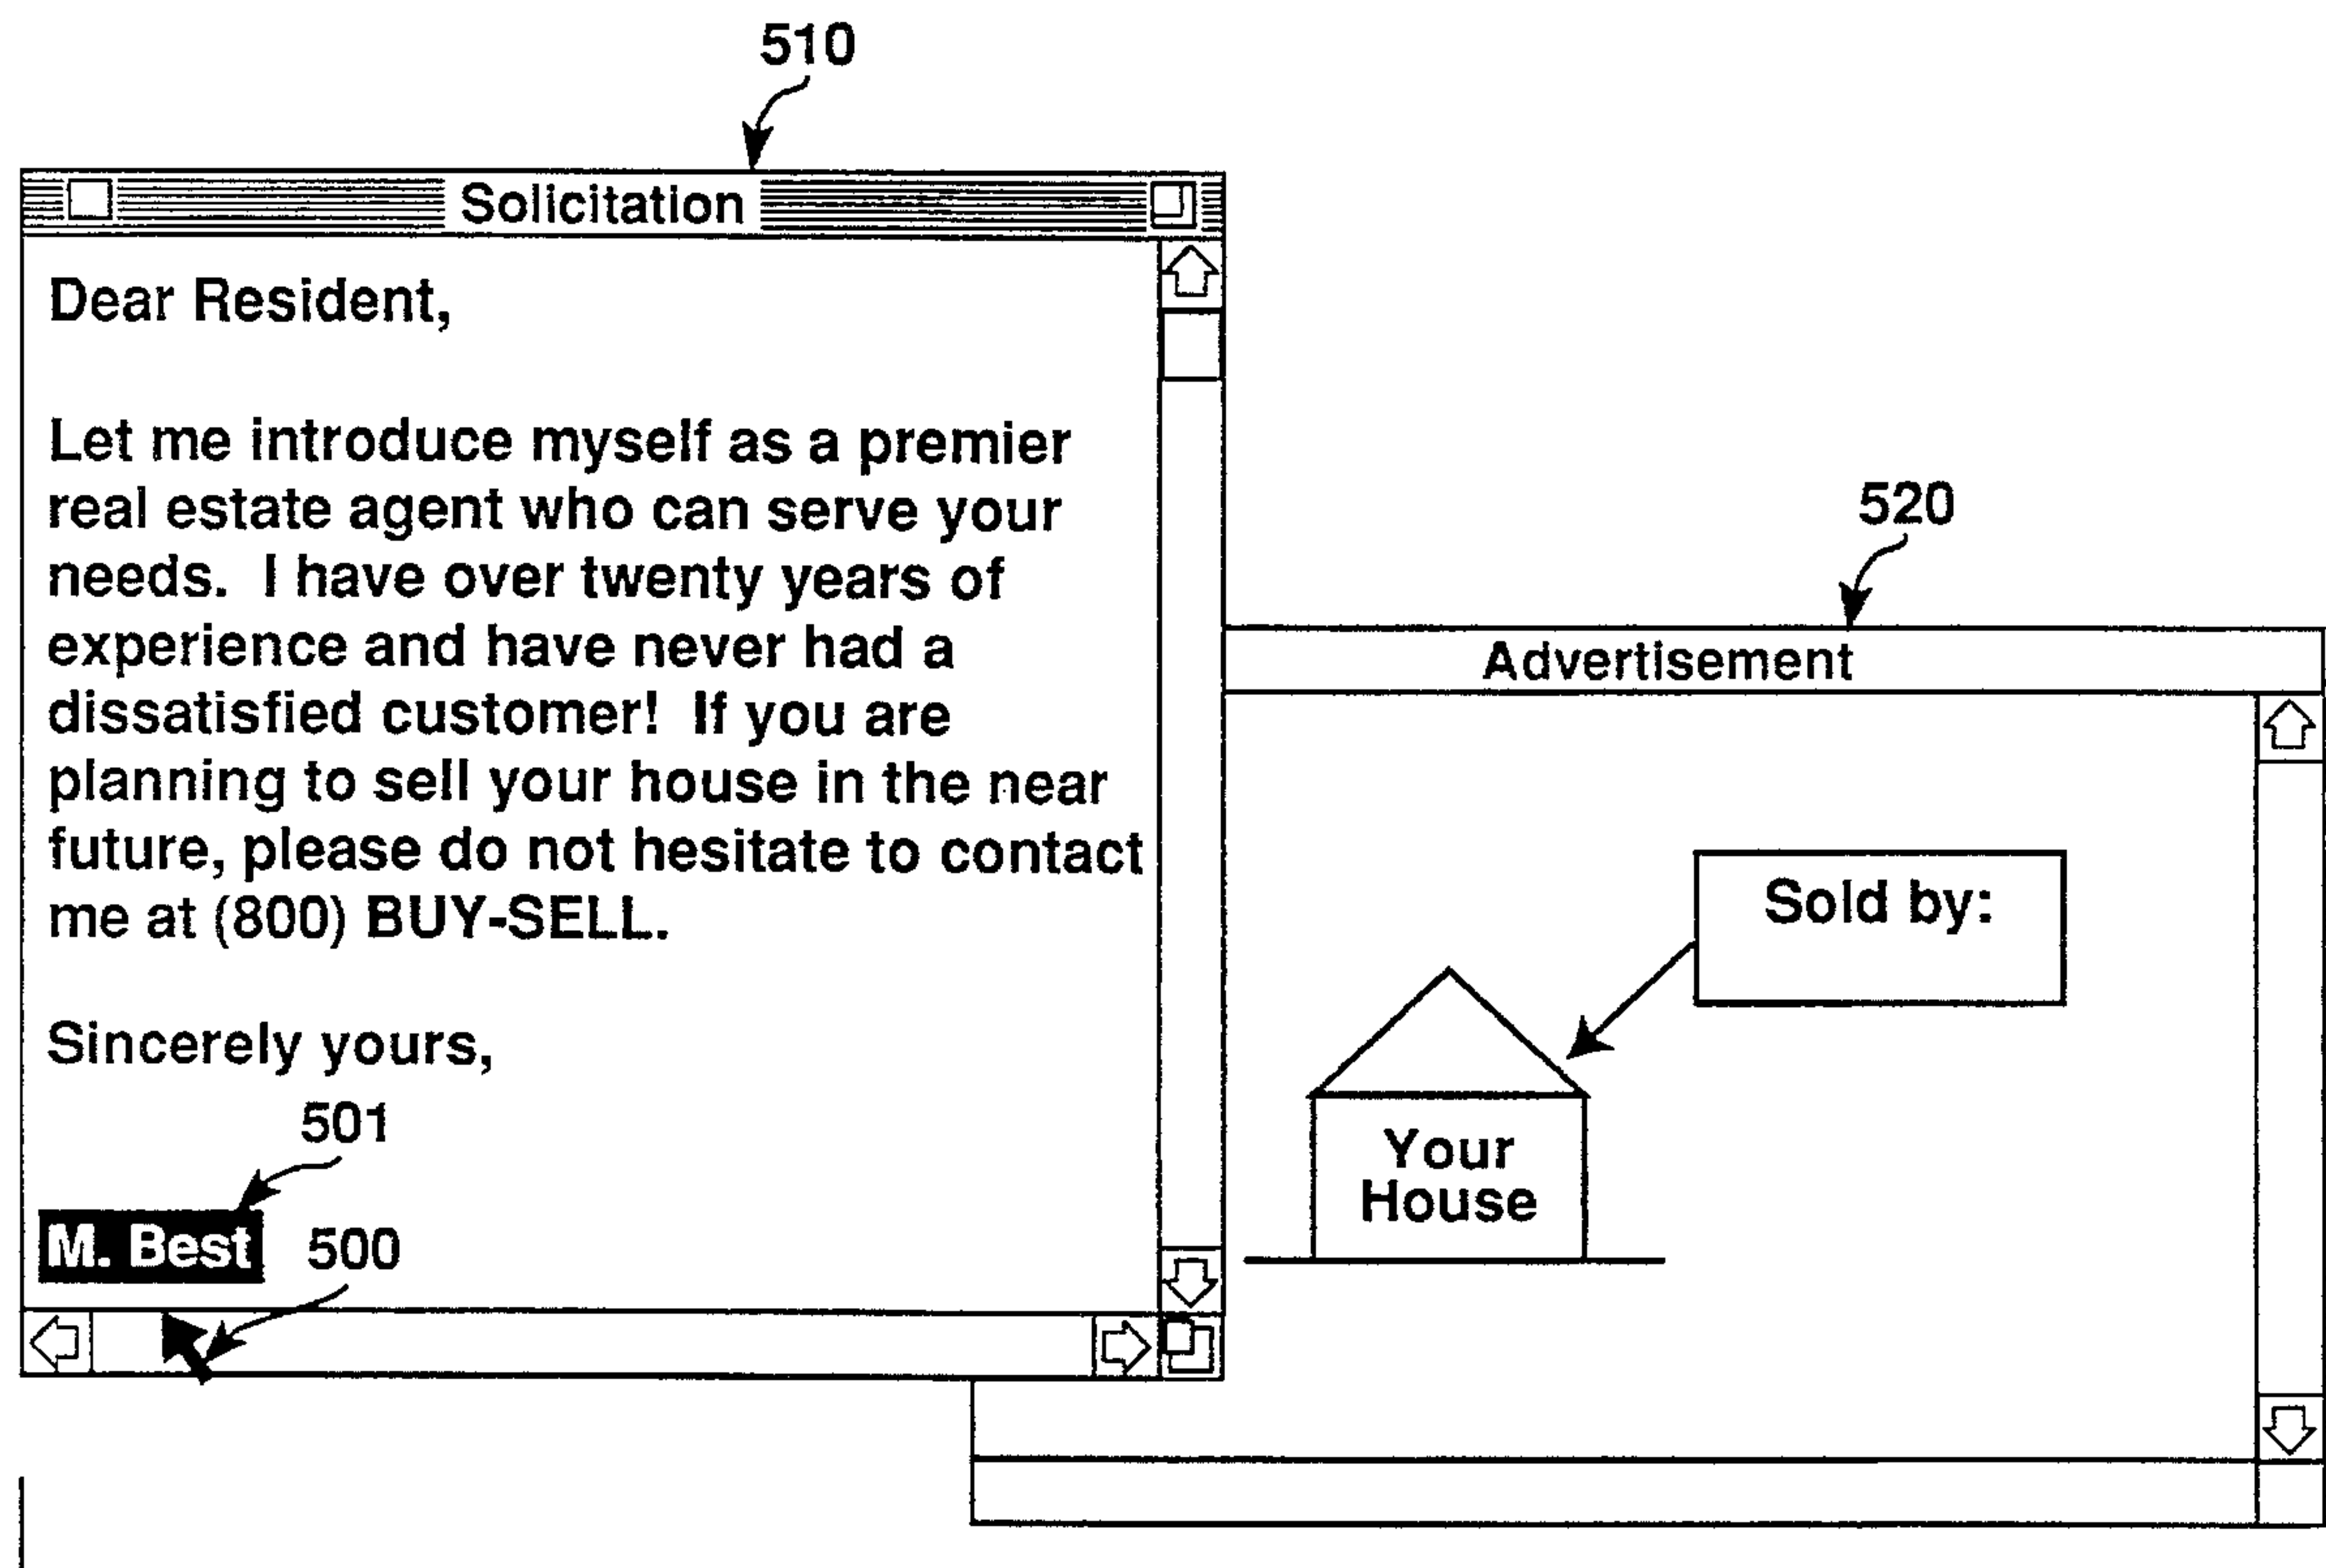 510
Solicitation
Dear Resident,
Let me introduce myself as a premier
real estate agent who can serve your
needs.  I have over twenty years of
experience and have never had a
dissatisfied customer!  If you are
planning to sell your house in the near
future, please do not hesitate to contact
me at (800) BUY-SELL.
Sincerely yours,
501
M. Best
500
520
Advertisement
Sold by:
Your
House